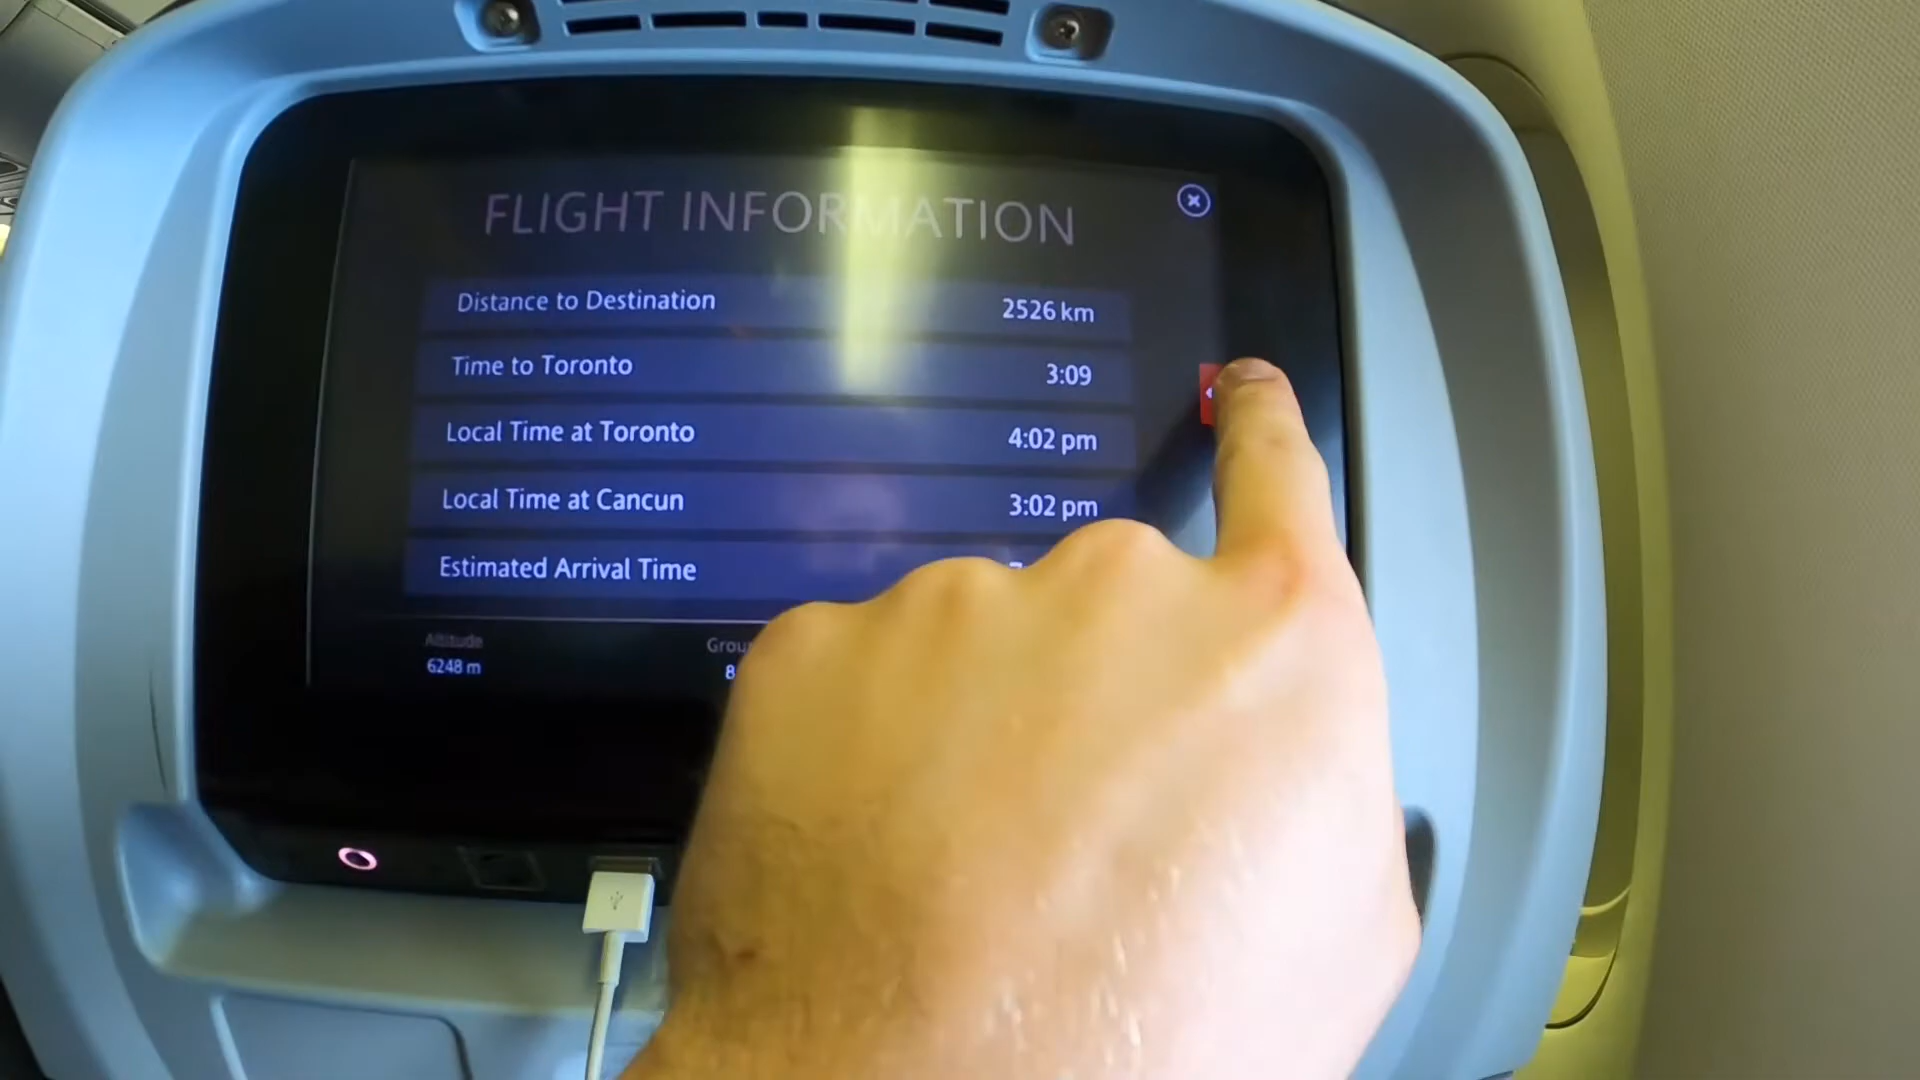 FLIGHT INFORMATION
Distance to Destination 2526 km
Time to Toronto 3:09
Local Time at Toronto 4:02 pm
Local Time at Cancun 3:02 pm
Estimated Arrival Time
Altitude
6248 m